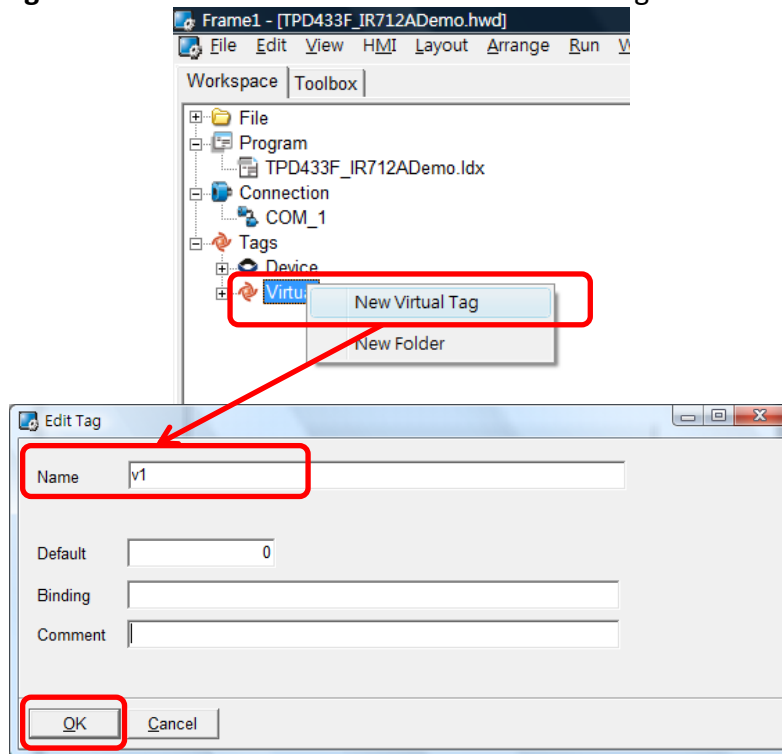 Frame1 - [TPD433F_IR712ADemo.hwd]
File Edit View HMI Layout Arrange Run
Workspace Toolbox
File
Program
TPD433F_IR712ADemo.ldx
Connection
COM_1
Tags
Device
New Virtual Tag
New Folder
Edit Tag
Name v1
Default 0
Binding
Comment
OK Cancel